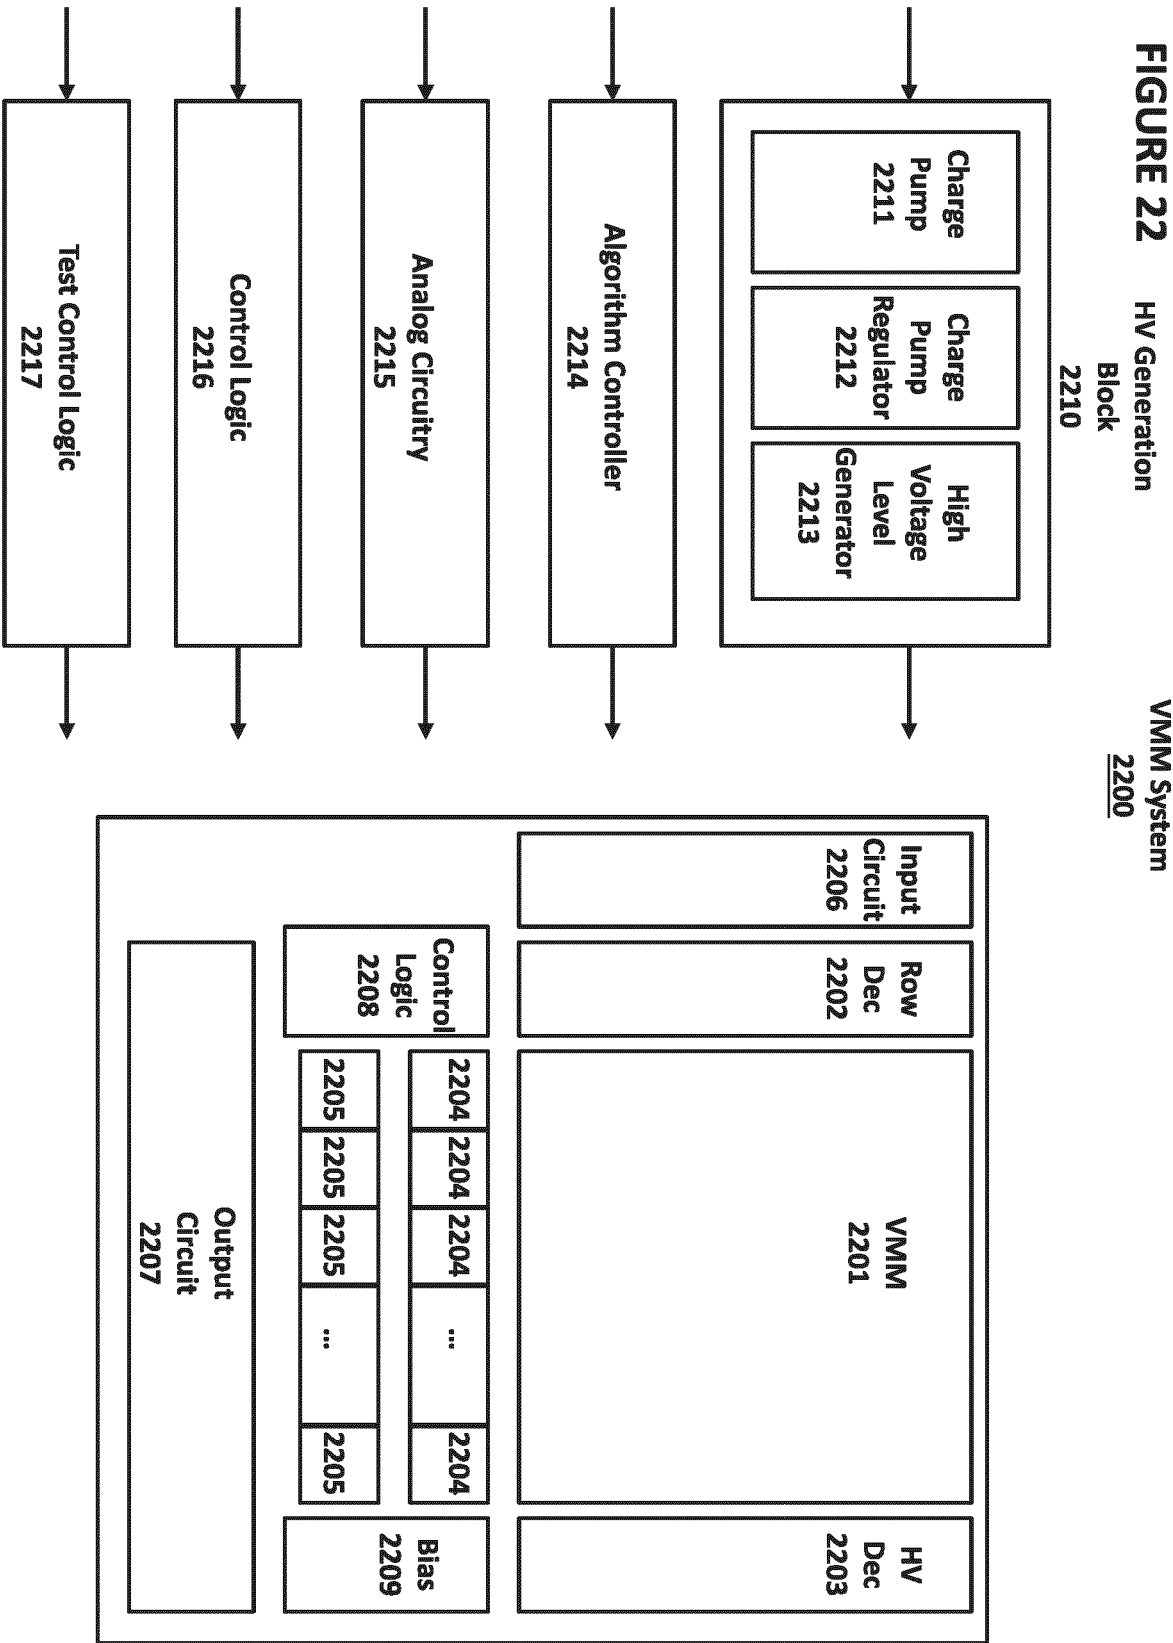 FIGURE 22
VMM System
2200
HV Generation
Block
2210
Charge
Pump
2211
Charge
Pump
Regulator
2212
High
Voltage
Level
Generator
2213
Algorithm Controller
2214
Analog Circuitry
2215
Control Logic
2216
Test Control Logic
2217
Input
Circuit
2206
Row
Dec
2202
VMM
2201
HV
Dec
2203
Control
Logic
2208
2204 2204 2204 ... 2204
2205 2205 2205 ... 2205
Bias
2209
Output
Circuit
2207